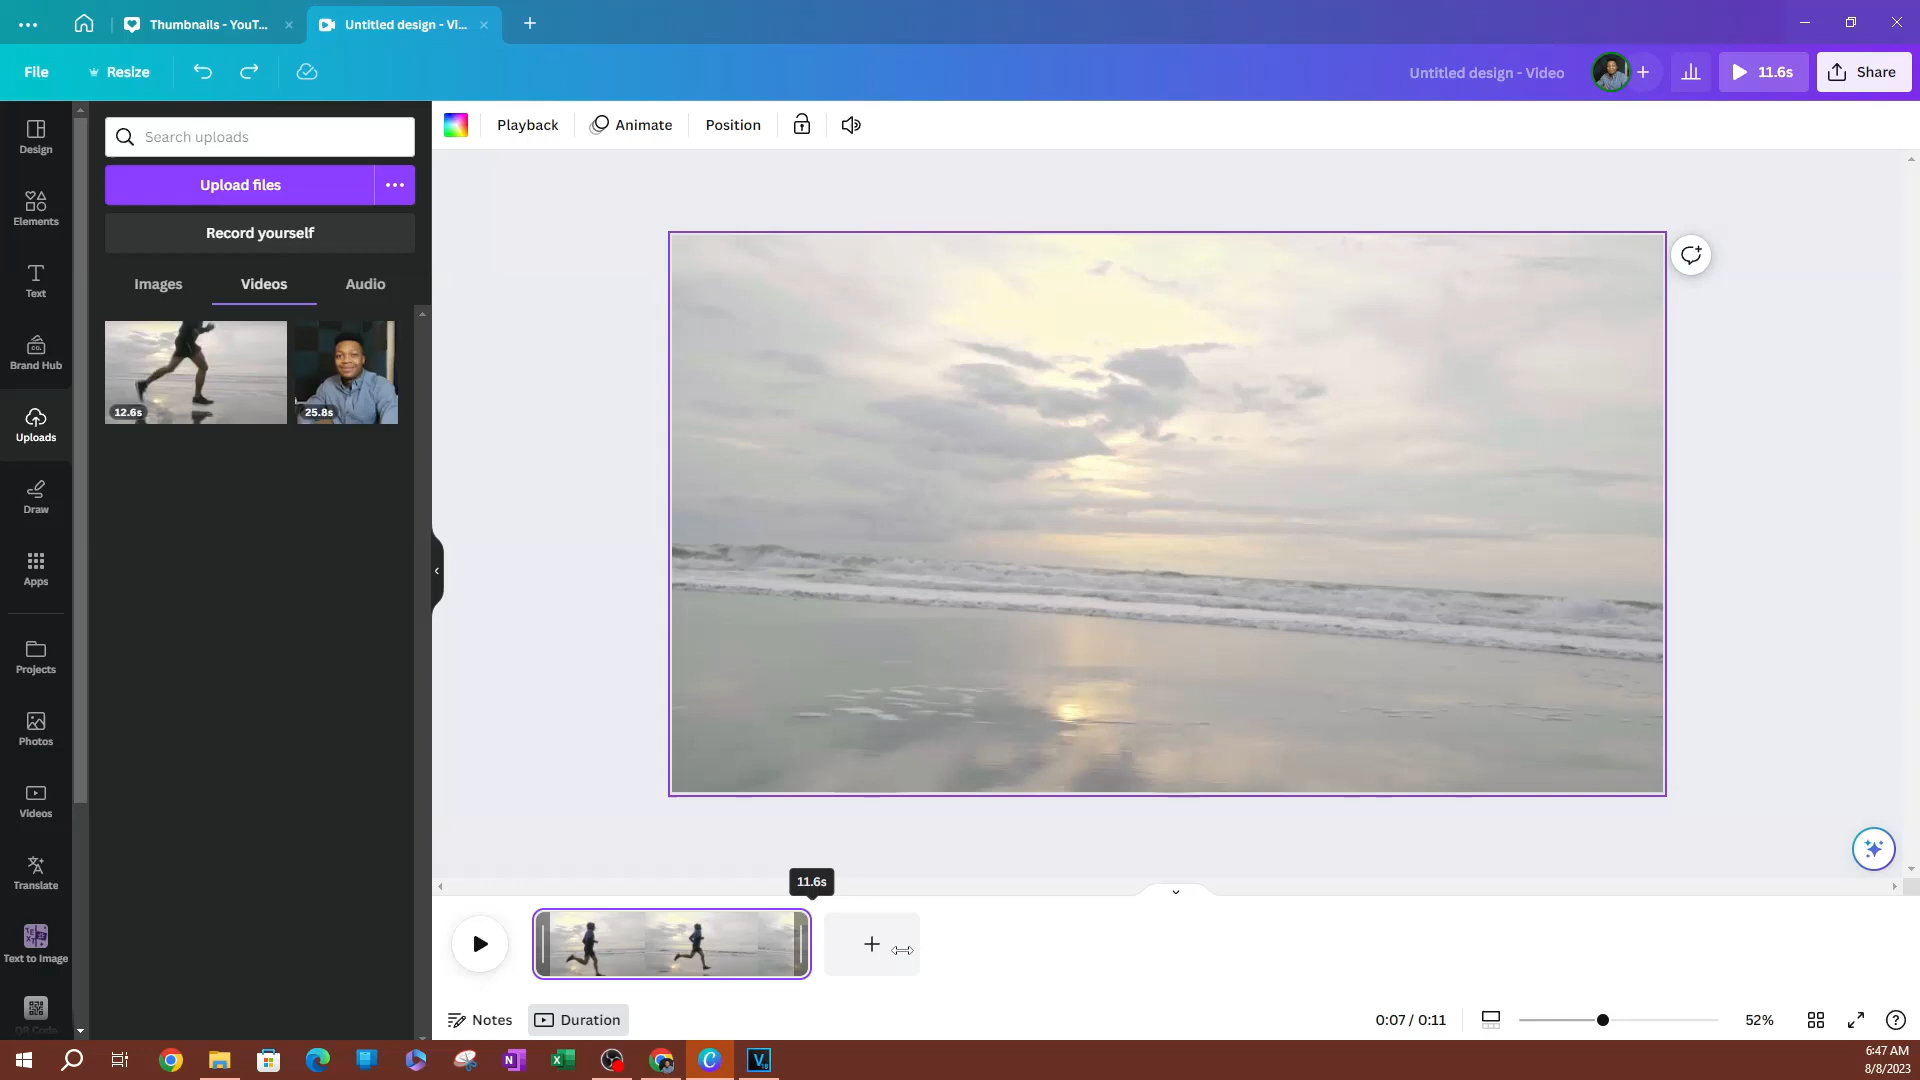 Thumbnails - YouT...
Untitled design - Vi...
File
Resize
Untitled design - Video
11.6s
Share
Design
Elements
Text
Brand Hub
Uploads
Draw
Apps
Projects
Photos
Videos
Translate
Text to Image
QR Code
Search uploads
Upload files
Record yourself
Images
Videos
Audio
12.6s
25.8s
Playback
Animate
Position
11.6s
Notes
Duration
0:07 / 0:11
52%
6:47 AM
8/8/2023